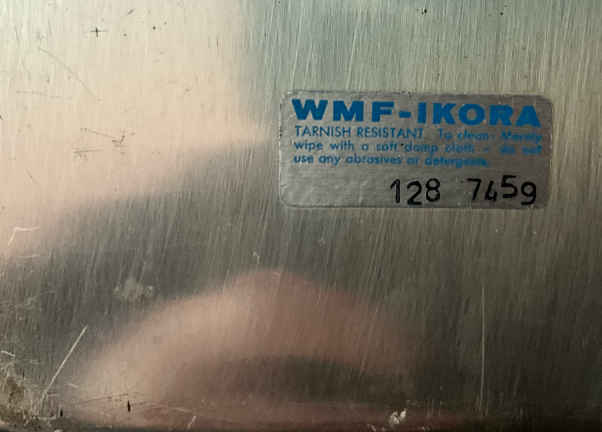 WMF-IKORA
TARNISH RESISTANT. To clean: Merely
wipe with a soft damp cloth - do not
use any abrasives or detergents.
128 7459